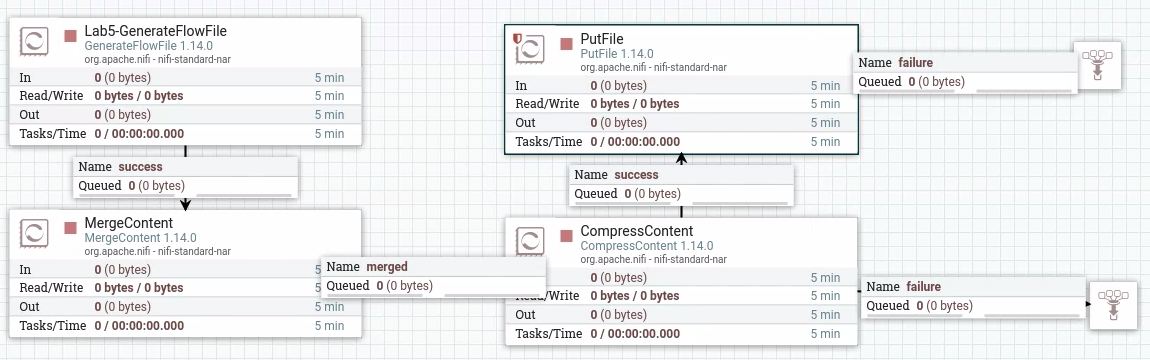 Lab5-GenerateFlowFile
GenerateFlowFile 1.14.0
org.apache.nifi - nifi-standard-nar
In 0 (0 bytes) 5 min
Read/Write 0 bytes / 0 bytes 5 min
Out 0 (0 bytes) 5 min
Tasks/Time 0 / 00:00:00.000 5 min
Name success
Queued 0 (0 bytes)
MergeContent
MergeContent 1.14.0
org.apache.nifi - nifi-standard-nar
In 0 (0 bytes) 5
Read/Write 0 bytes / 0 bytes
Out 0 (0 bytes) 5 min
Tasks/Time 0 / 00:00:00.000 5 min
Name merged
Queued 0 (0 bytes)
PutFile
PutFile 1.14.0
org.apache.nifi - nifi-standard-nar
In 0 (0 bytes) 5 min
Read/Write 0 bytes / 0 bytes 5 min
Out 0 (0 bytes) 5 min
Tasks/Time 0 / 00:00:00.000 5 min
Name failure
Queued 0 (0 bytes)
Name success
Queued 0 (0 bytes)
CompressContent
CompressContent 1.14.0
org.apache.nifi - nifi-standard-nar
0 (0 bytes) 5 min
Read/Write 0 bytes / 0 bytes 5 min
Out 0 (0 bytes) 5 min
Tasks/Time 0 / 00:00:00.000 5 min
Name failure
Queued 0 (0 bytes)